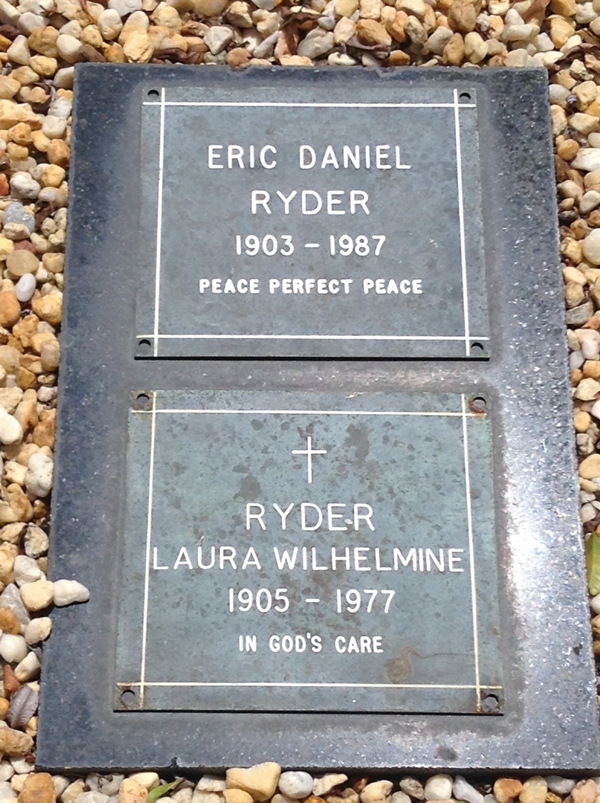 ERIC DANIEL
RYDER
1903 – 1987
PEACE PERFECT PEACE
RYDER
LAURA WILHELMINE
1905 – 1977
IN GOD'S CARE